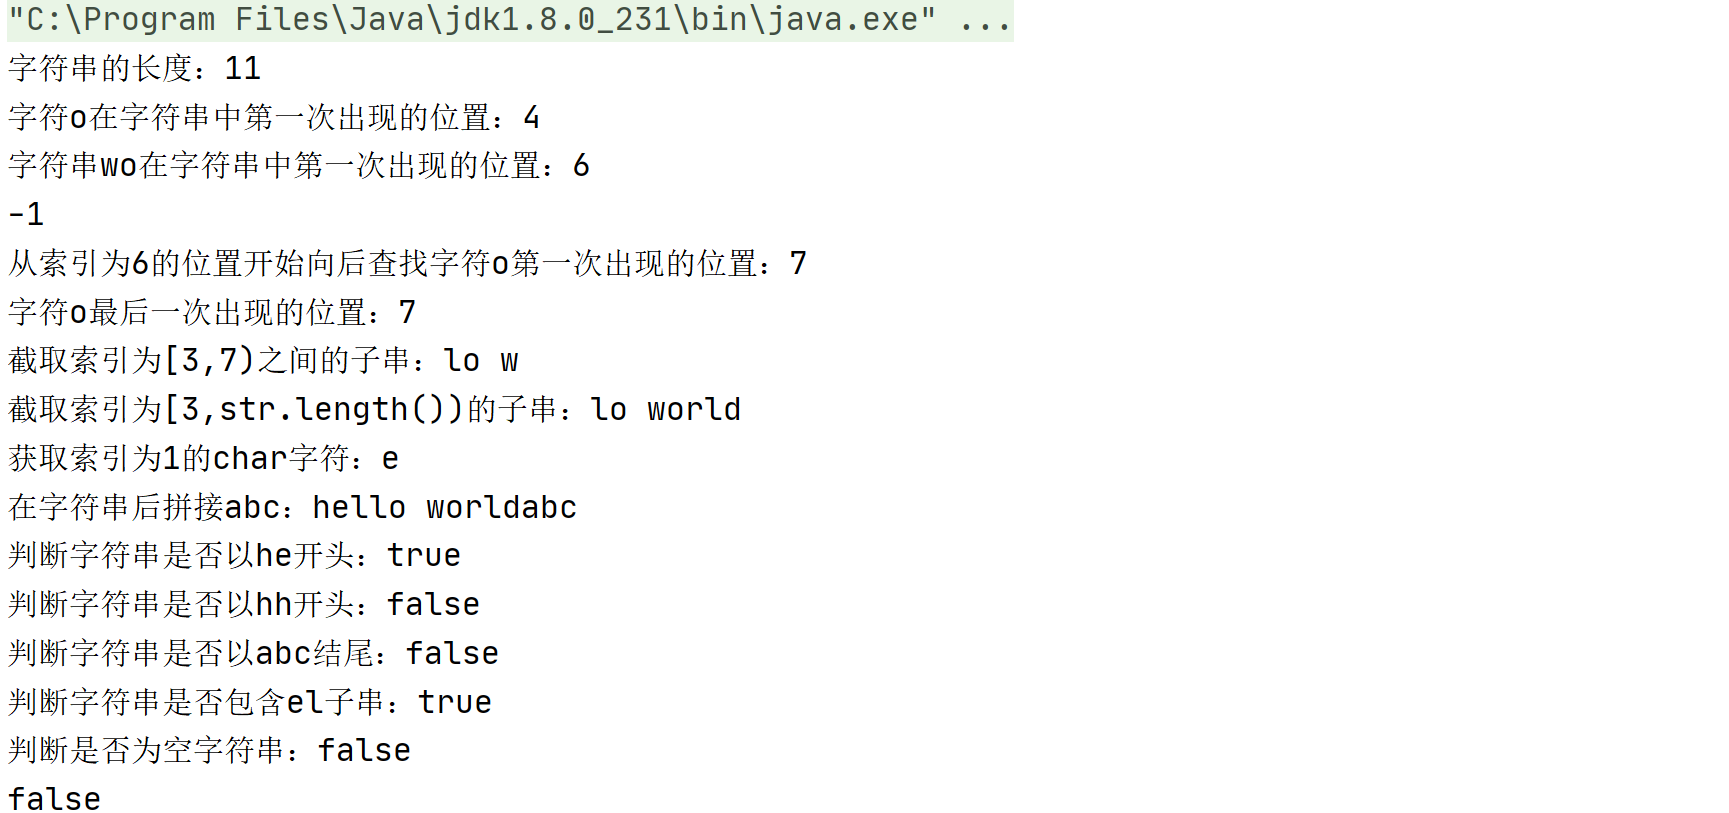 "C:\Program Files\Java\jdk1.8.0_231\bin\java.exe" ...
字符串的长度：11
字符o在字符串中第一次出现的位置：4
字符串wo在字符串中第一次出现的位置：6
-1
从索引为6的位置开始向后查找字符o第一次出现的位置：7
字符o最后一次出现的位置：7
截取索引为[3,7)之间的子串：lo w
截取索引为[3,str.length())的子串：lo world
获取索引为1的char字符：e
在字符串后拼接abc：hello worldabc
判断字符串是否以he开头：true
判断字符串是否以hh开头：false
判断字符串是否以abc结尾：false
判断字符串是否包含el子串：true
判断是否为空字符串：false
false